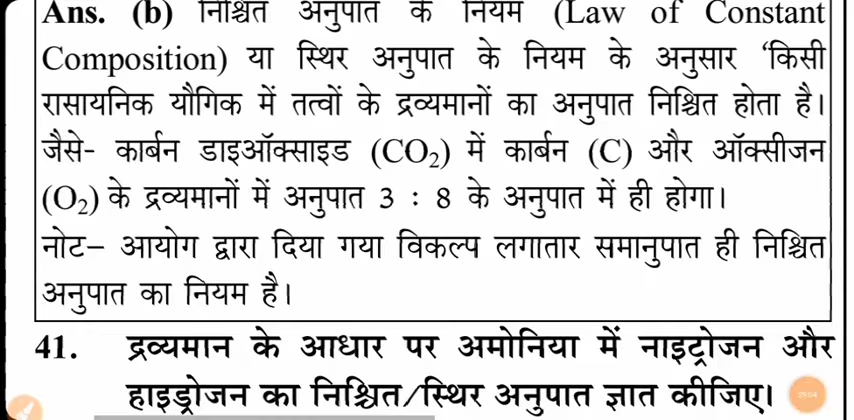 Ans. (b) निश्चित अनुपात के नियम (Law of Constant
Composition) या स्थिर अनुपात के नियम के अनुसार ‘किसी
रासायनिक यौगिक में तत्वों के द्रव्यमानों का अनुपात निश्चित होता है।
जैसे- कार्बन डाइऑक्साइड (CO₂) में कार्बन (C) और ऑक्सीजन
(O₂) के द्रव्यमानों में अनुपात 3 : 8 के अनुपात में ही होगा।
नोट– आयोग द्वारा दिया गया विकल्प लगातार समानुपात ही निश्चित
अनुपात का नियम है।
41. द्रव्यमान के आधार पर अमोनिया में नाइट्रोजन और
हाइड्रोजन का निश्चित/स्थिर अनुपात ज्ञात कीजिए।